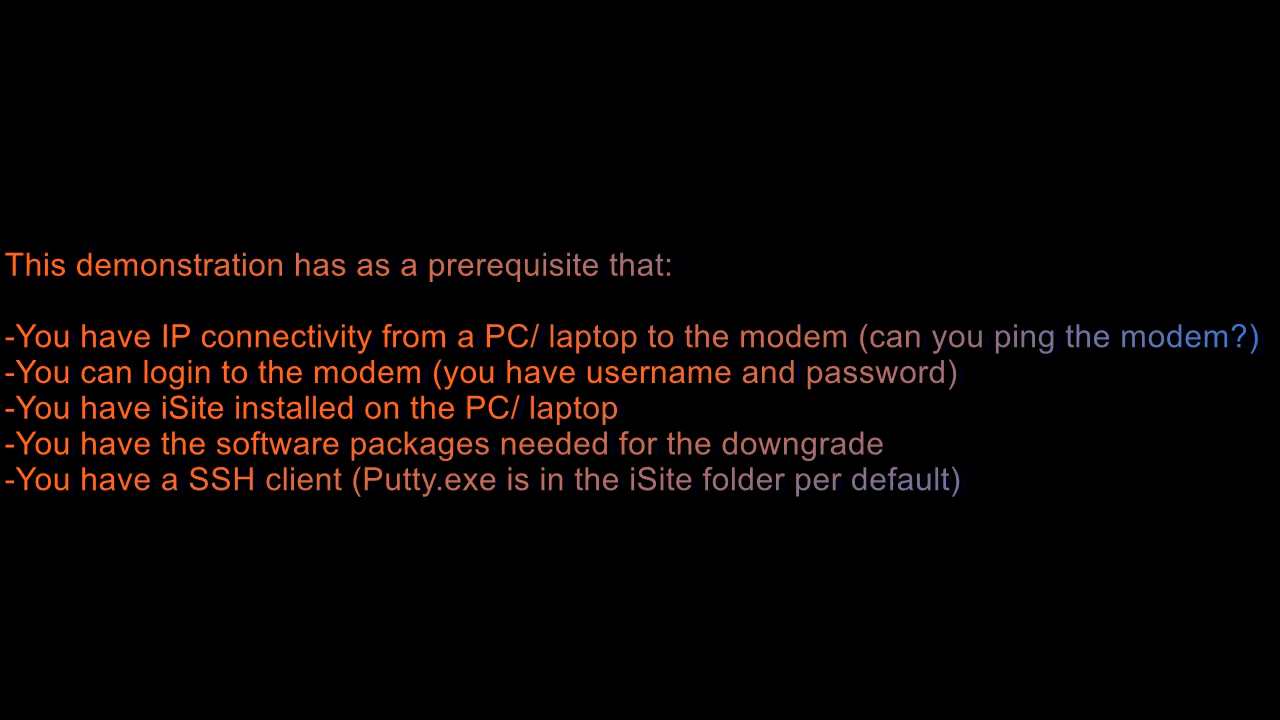 This demonstration has as a prerequisite that:
-You have IP connectivity from a PC/ laptop to the modem (can you ping the modem?)
-You can login to the modem (you have username and password)
-You have iSite installed on the PC/ laptop
-You have the software packages needed for the downgrade
-You have a SSH client (Putty.exe is in the iSite folder per default)